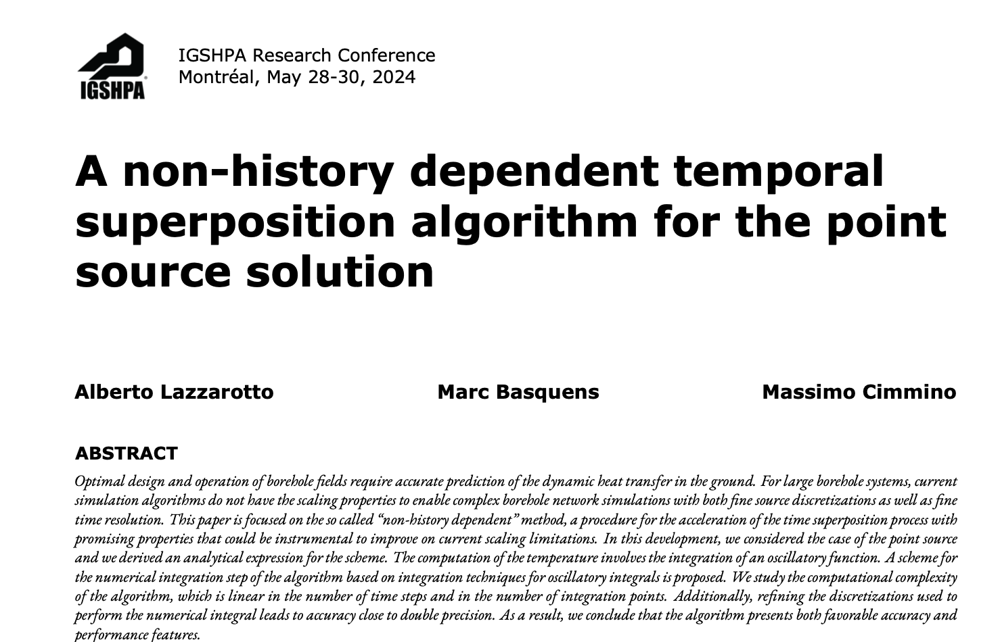 IGSHPA
IGSHPA Research Conference
Montréal, May 28-30, 2024
A non-history dependent temporal
superposition algorithm for the point
source solution
Alberto Lazzarotto Marc Basquens Massimo Cimmino
ABSTRACT
Optimal design and operation of borehole fields require accurate prediction of the dynamic heat transfer in the ground. For large borehole systems, current
simulation algorithms do not have the scaling properties to enable complex borehole network simulations with both fine source discretizations as well as fine
time resolution. This paper is focused on the so called “non-history dependent” method, a procedure for the acceleration of the time superposition process with
promising properties that could be instrumental to improve on current scaling limitations. In this development, we considered the case of the point source
and we derived an analytical expression for the scheme. The computation of the temperature involves the integration of an oscillatory function. A scheme for
the numerical integration step of the algorithm based on integration techniques for oscillatory integrals is proposed. We study the computational complexity
of the algorithm, which is linear in the number of time steps and in the number of integration points. Additionally, refining the discretizations used to
perform the numerical integral leads to accuracy close to double precision. As a result, we conclude that the algorithm presents both favorable accuracy and
performance features.